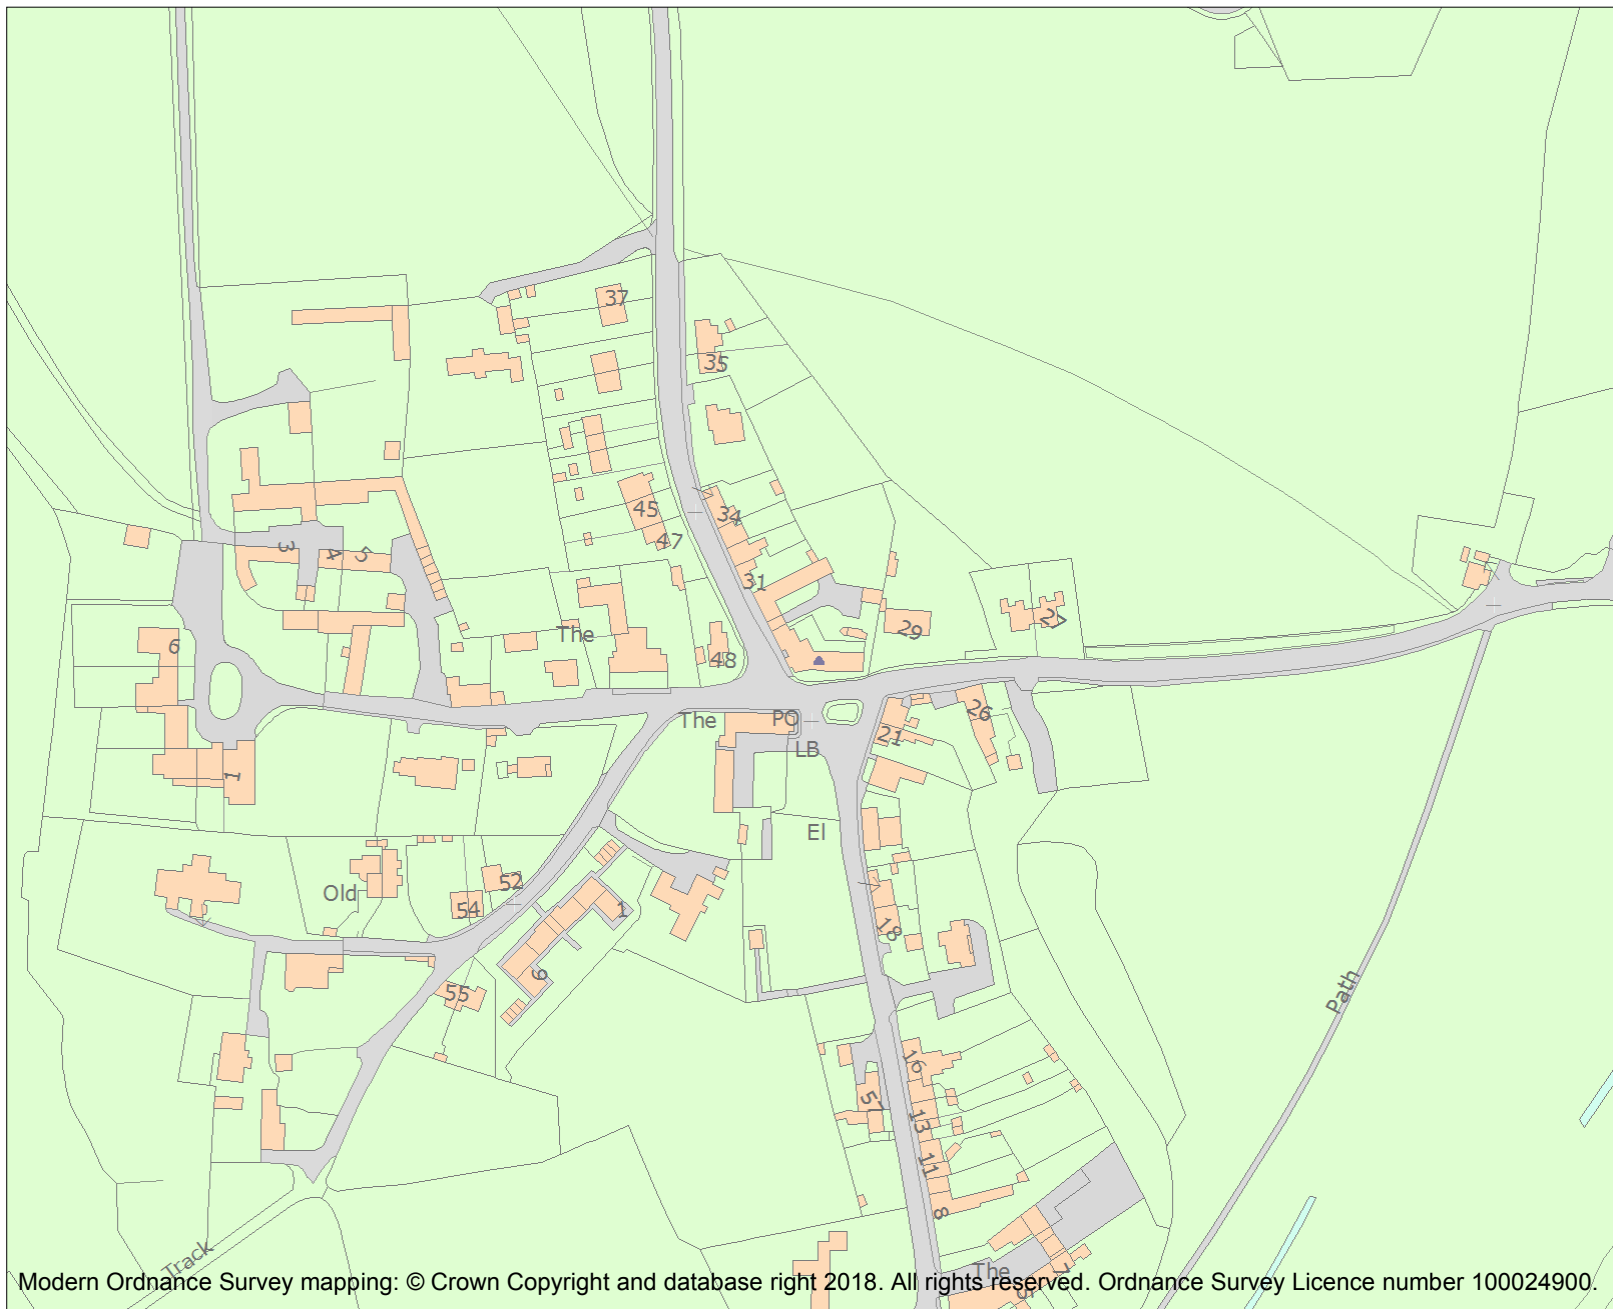 37
35
34
45
47
31
3
4
5
29
27
The
6
48
The
PO
26
21
LB
1
El
52
Old
54
1
18
9
55
Path
16
57
13
11
8
Track
The
7
5
Modern Ordnance Survey mapping: © Crown Copyright and database right 2018. All rights reserved. Ordnance Survey Licence number 100024900.